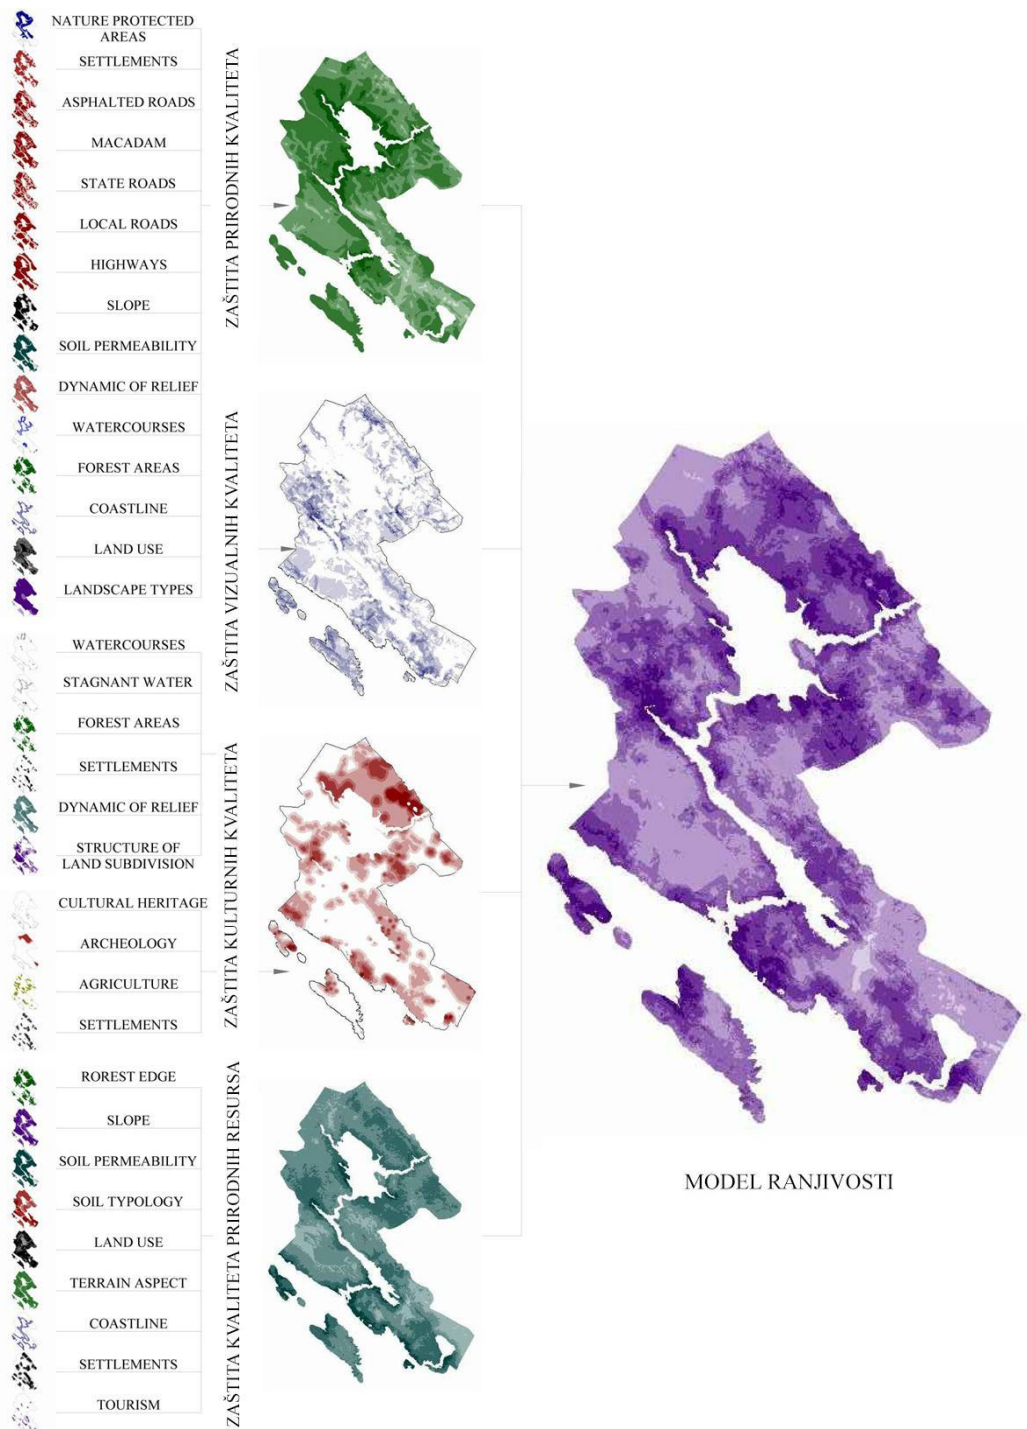 NATURE PROTECTED
AREAS
SETTLEMENTS
ASPHALTED ROADS
MACADAM
STATE ROADS
LOCAL ROADS
HIGHWAYS
SLOPE
SOIL PERMEABILITY
DYNAMIC OF RELIEF
WATERCOURSES
FOREST AREAS
COASTLINE
LAND USE
LANDSCAPE TYPES
ZAŠTITA PRIRODNIH KVALITETA
WATERCOURSES
STAGNANT WATER
FOREST AREAS
SETTLEMENTS
DYNAMIC OF RELIEF
STRUCTURE OF
LAND SUBDIVISION
ZAŠTITA VIZUALNIH KVALITETA
CULTURAL HERITAGE
ARCHEOLOGY
AGRICULTURE
SETTLEMENTS
ZAŠTITA KULTURNIH KVALITETA
ROREST EDGE
SLOPE
SOIL PERMEABILITY
SOIL TYPOLOGY
LAND USE
TERRAIN ASPECT
COASTLINE
SETTLEMENTS
TOURISM
ZAŠTITA KVALITETA PRIRODNIH RESURSA
MODEL RANJIVOSTI